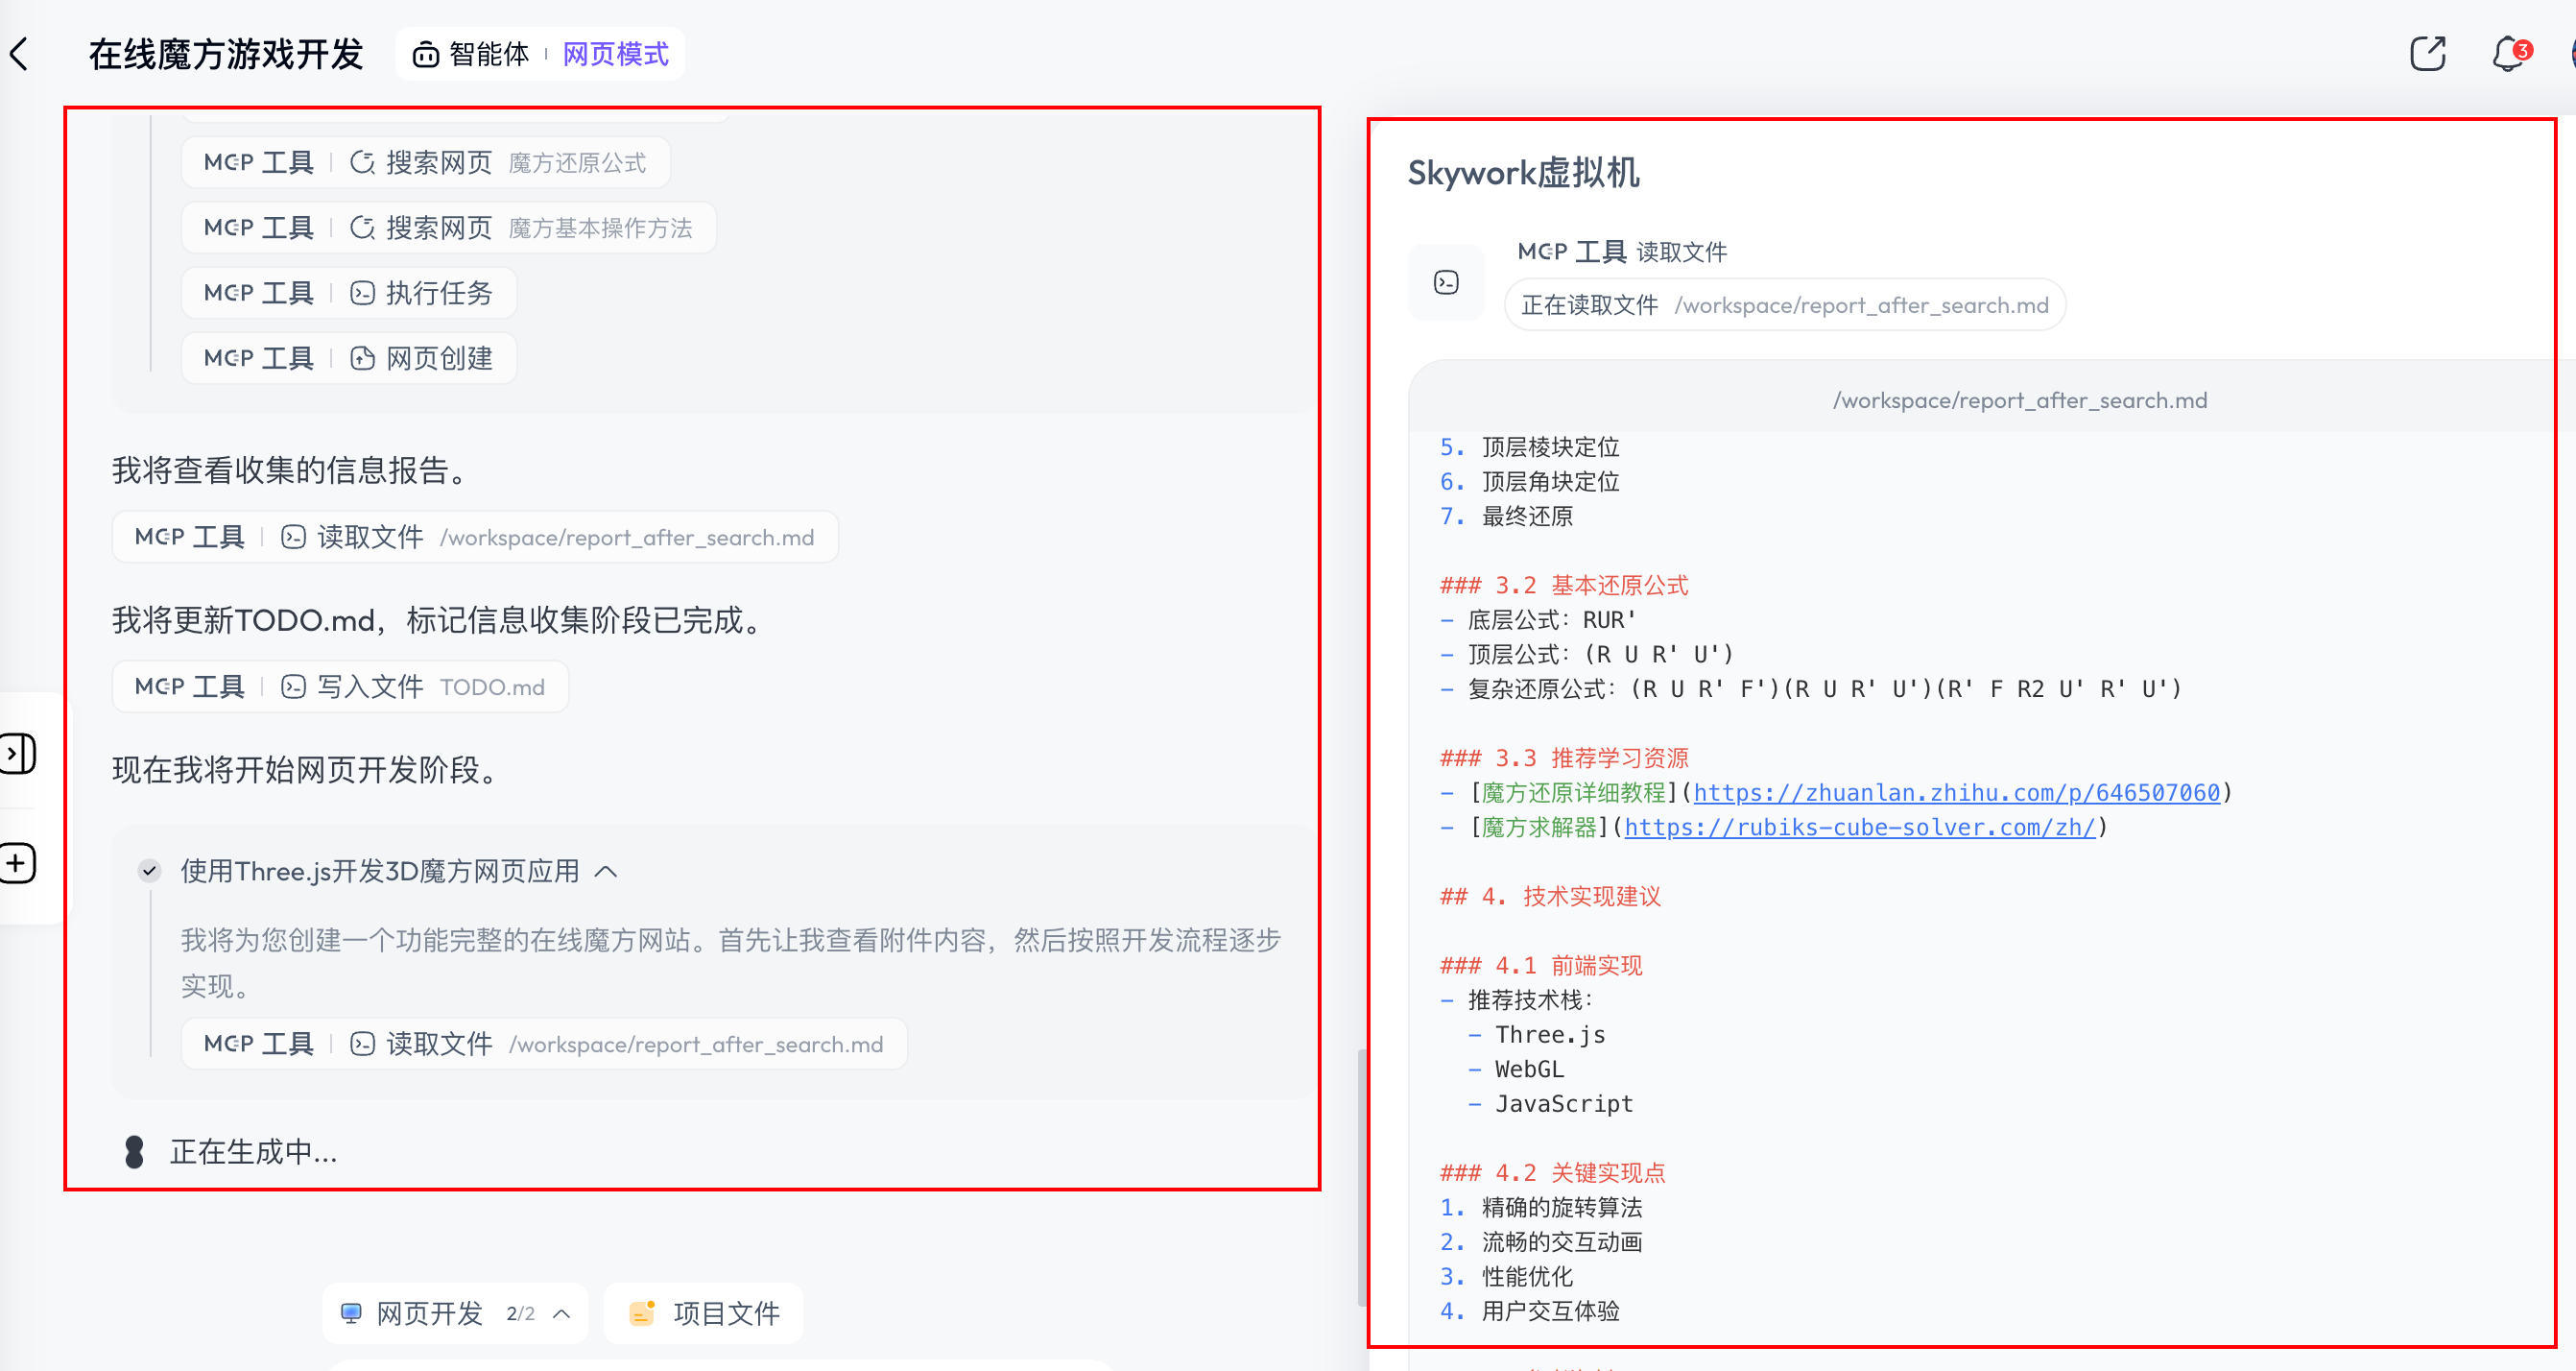 在线魔方游戏开发
智能体 | 网页模式
3
MCP 工具 | 搜索网页 魔方还原公式
MCP 工具 | 搜索网页 魔方基本操作方法
MCP 工具 | 执行任务
MCP 工具 | 网页创建
我将查看收集的信息报告。
MCP 工具 | 读取文件 /workspace/report_after_search.md
我将更新TODO.md，标记信息收集阶段已完成。
MCP 工具 | 写入文件 TODO.md
现在我将开始网页开发阶段。
使用Three.js开发3D魔方网页应用
我将为您创建一个功能完整的在线魔方网站。首先让我查看附件内容，然后按照开发流程逐步
实现。
MCP 工具 | 读取文件 /workspace/report_after_search.md
正在生成中...
网页开发 2/2
项目文件
Skywork虚拟机
MCP 工具 读取文件
正在读取文件 /workspace/report_after_search.md
/workspace/report_after_search.md
5. 顶层棱块定位
6. 顶层角块定位
7. 最终还原
### 3.2 基本还原公式
- 底层公式：RUR'
- 顶层公式：(R U R' U')
- 复杂还原公式：(R U R' F')(R U R' U')(R' F R2 U' R' U')
### 3.3 推荐学习资源
- [魔方还原详细教程](https://zhuanlan.zhihu.com/p/646507060)
- [魔方求解器](https://rubiks-cube-solver.com/zh/)
## 4. 技术实现建议
### 4.1 前端实现
- 推荐技术栈：
- Three.js
- WebGL
- JavaScript
### 4.2 关键实现点
1. 精确的旋转算法
2. 流畅的交互动画
3. 性能优化
4. 用户交互体验